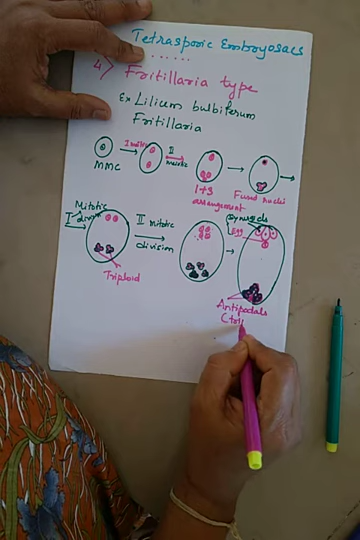 Tetrasporic Embryosacs
4) Fritillaria type
Ex Lilium bulbiferum
Fritillaria
MMC
I meiotic
II meiotic
1+3 arrangement
Fused nuclei
Mitotic
I division
Triploid
II mitotic
division
Synergids
Egg
Antipodals